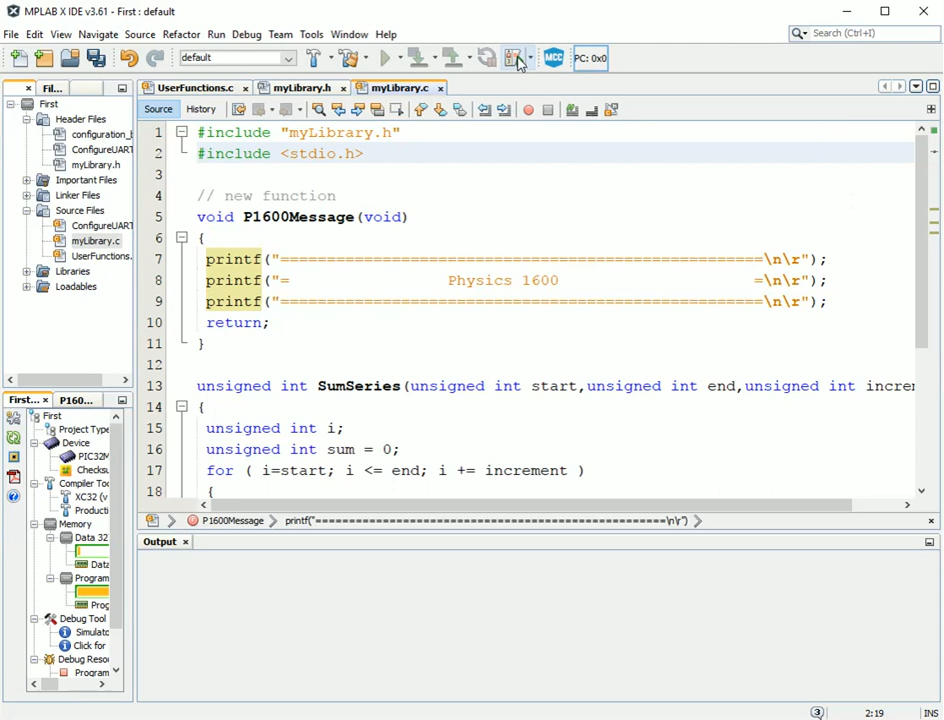 MPLAB X IDE v3.61 - First : default
File Edit View Navigate Source Refactor Run Debug Team Tools Window Help
Search (Ctrl+I)
default
MCC
PC: 0x0
Fil...
UserFunctions.c
myLibrary.h
myLibrary.c
First
Header Files
configuration_b
ConfigureUART
myLibrary.h
Important Files
Linker Files
Source Files
ConfigureUART
myLibrary.c
UserFunctions.
Libraries
Loadables
Source History
1 #include "myLibrary.h"
2 #include <stdio.h>
3
4 // new function
5 void P1600Message(void)
6 {
7 printf("====================================================\n\r");
8 printf("= Physics 1600 =\n\r");
9 printf("====================================================\n\r");
10 return;
11 }
12
13 unsigned int SumSeries(unsigned int start,unsigned int end,unsigned int increm
14 {
15 unsigned int i;
16 unsigned int sum = 0;
17 for ( i=start; i <= end; i += increment )
18 {
P1600Message
printf("====================================================\n\r")
First...
P160...
First
Project Type
Device
PIC32M
Checks
Compiler Too
XC32 (v
Producti
Memory
Data 32
Data
Program
Prog
Debug Tool
Simulato
Click for
Debug Resou
Program
Output
3
2:19
INS